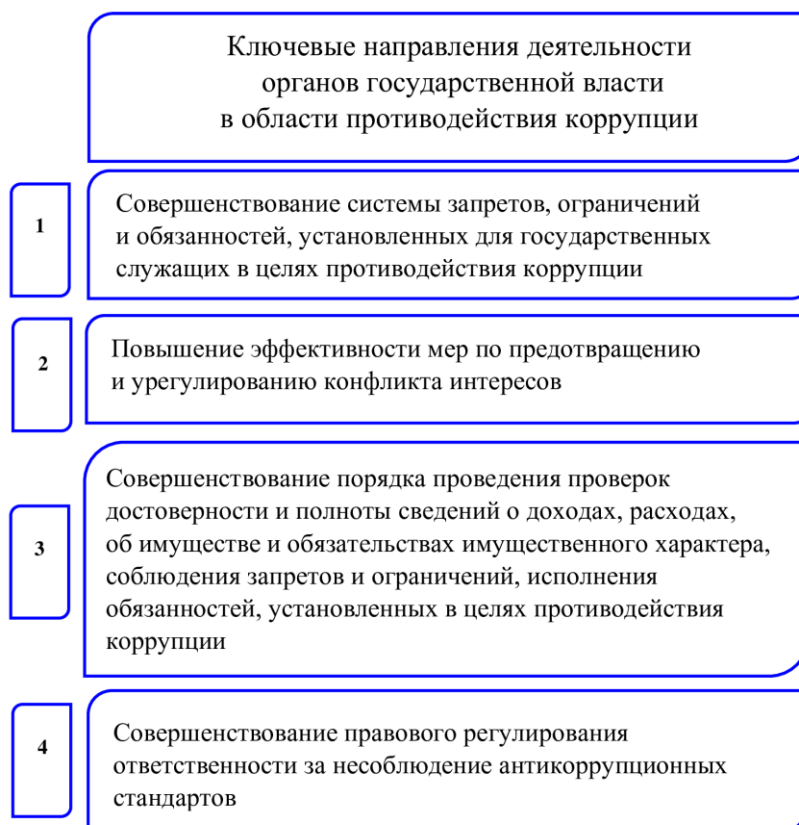 Ключевые направления деятельности
органов государственной власти
в области противодействия коррупции
1
Совершенствование системы запретов, ограничений
и обязанностей, установленных для государственных
служащих в целях противодействия коррупции
2
Повышение эффективности мер по предотвращению
и урегулированию конфликта интересов
3
Совершенствование порядка проведения проверок
достоверности и полноты сведений о доходах, расходах,
об имуществе и обязательствах имущественного характера,
соблюдения запретов и ограничений, исполнения
обязанностей, установленных в целях противодействия
коррупции
4
Совершенствование правового регулирования
ответственности за несоблюдение антикоррупционных
стандартов